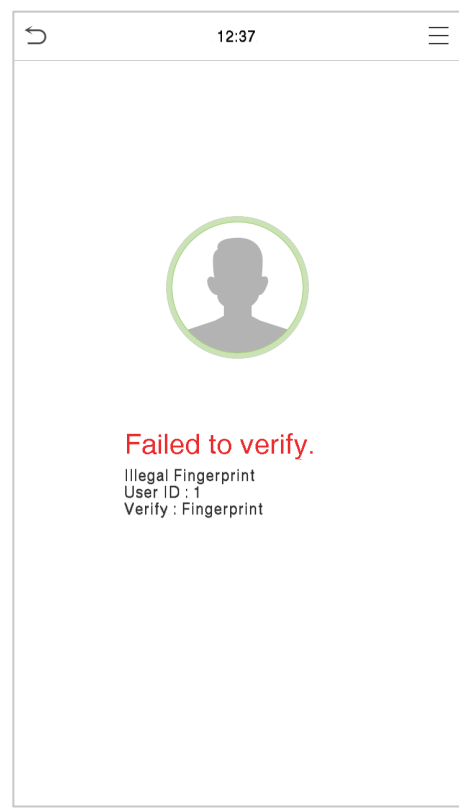 12:37
Failed to verify.
Illegal Fingerprint
User ID : 1
Verify : Fingerprint